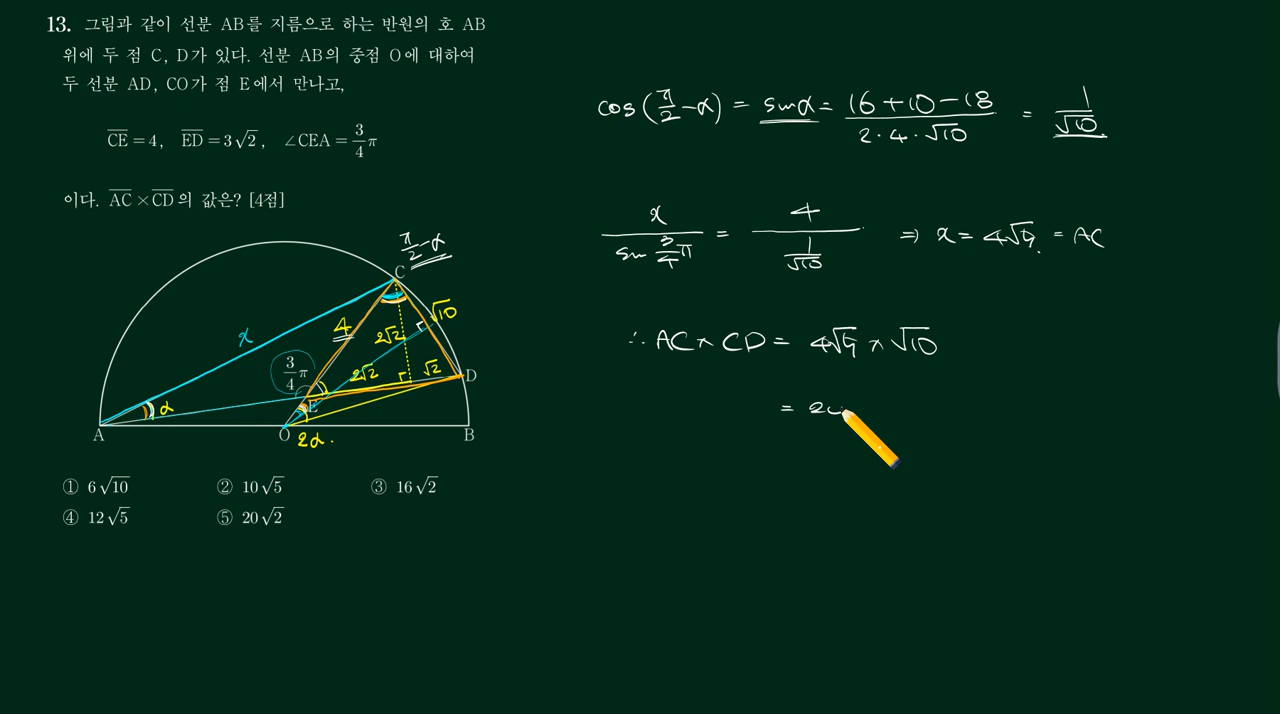 13. 그림과 같이 선분 AB를 지름으로 하는 반원의 호 AB
위에 두 점 C, D가 있다. 선분 AB의 중점 O에 대하여
두 선분 AD, CO가 점 E에서 만나고,
CE = 4, ED = 3√2, ∠CEA = 3/4 π
이다. AC × CD의 값은? [4점]
π/2 - α
C
x
4
2√2
√10
3/4 π
2√2
√2
D
α
E
A
O
2α.
B
① 6√10
② 10√5
③ 16√2
④ 12√5
⑤ 20√2
cos(π/2 - α) = sinα = (16+10-18)/(2·4·√10) = 1/√10
x/(sin 3/4 π) = 4/(1/√10) ⇒ x = 4√5 = AC
∴ AC × CD = 4√5 × √10
= 20